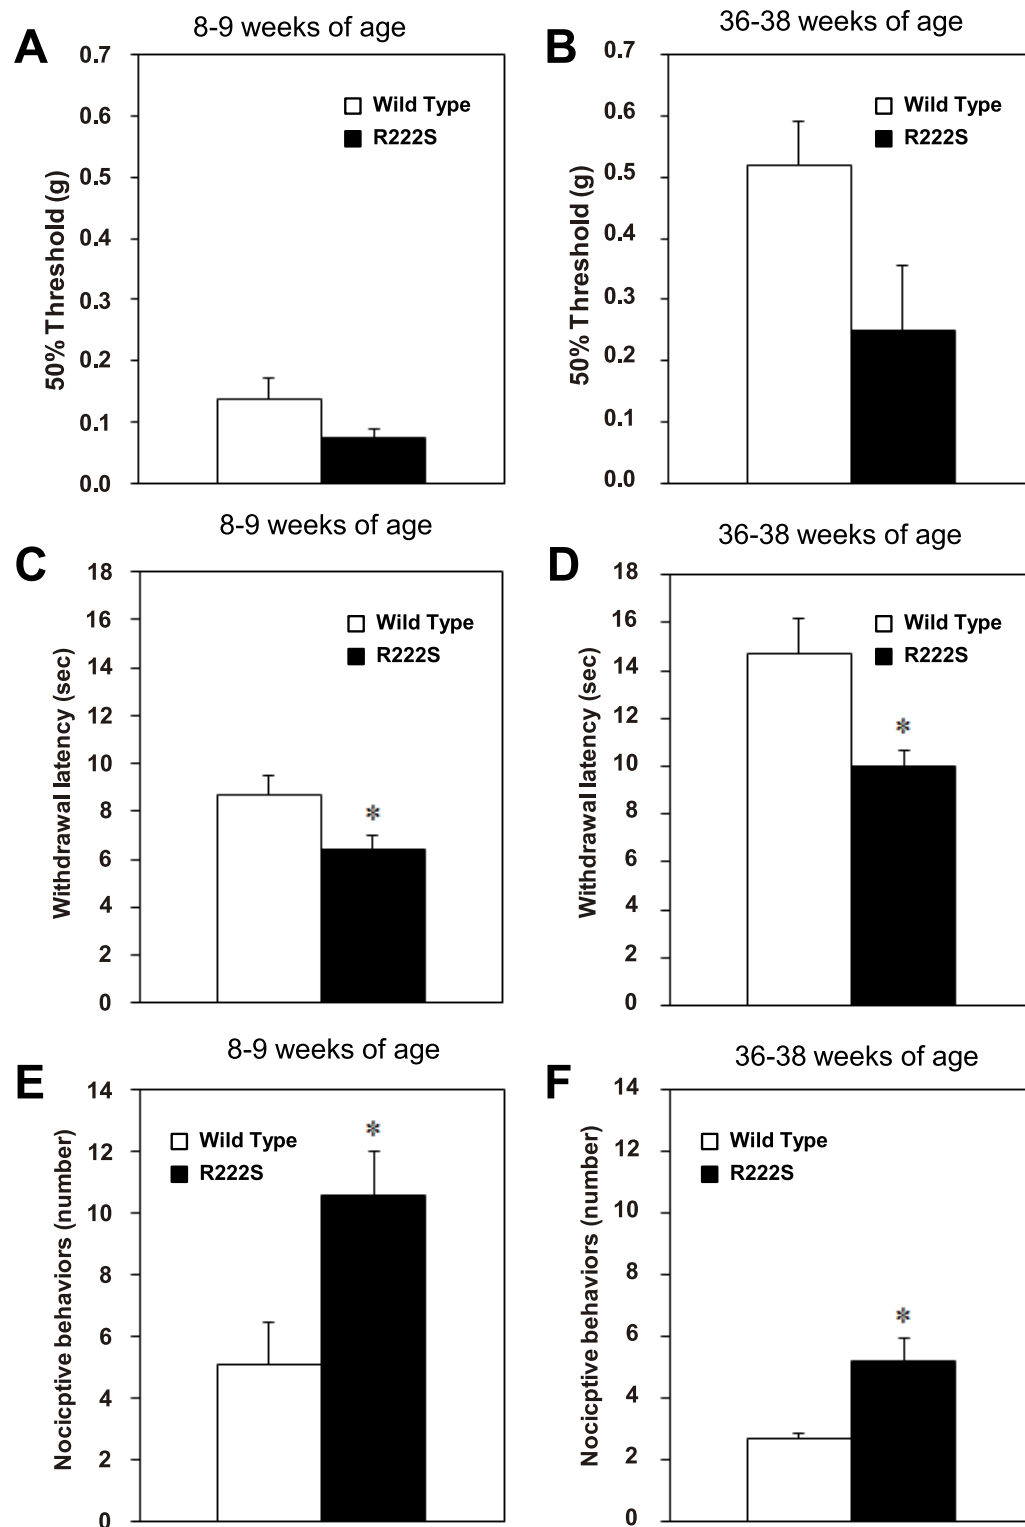 A
8-9 weeks of age
0.7
0.6
0.5
0.4
0.3
0.2
0.1
0.0
50% Threshold (g)
Wild Type
R222S
B
36-38 weeks of age
0.7
0.6
0.5
0.4
0.3
0.2
0.1
0.0
50% Threshold (g)
Wild Type
R222S
C
8-9 weeks of age
18
16
14
12
10
8
6
4
2
0
Withdrawal latency (sec)
Wild Type
R222S
*
D
36-38 weeks of age
18
16
14
12
10
8
6
4
2
0
Withdrawal latency (sec)
Wild Type
R222S
*
E
8-9 weeks of age
14
12
10
8
6
4
2
0
Nocicptive behaviors (number)
Wild Type
R222S
*
F
36-38 weeks of age
14
12
10
8
6
4
2
0
Nocicptive behaviors (number)
Wild Type
R222S
*